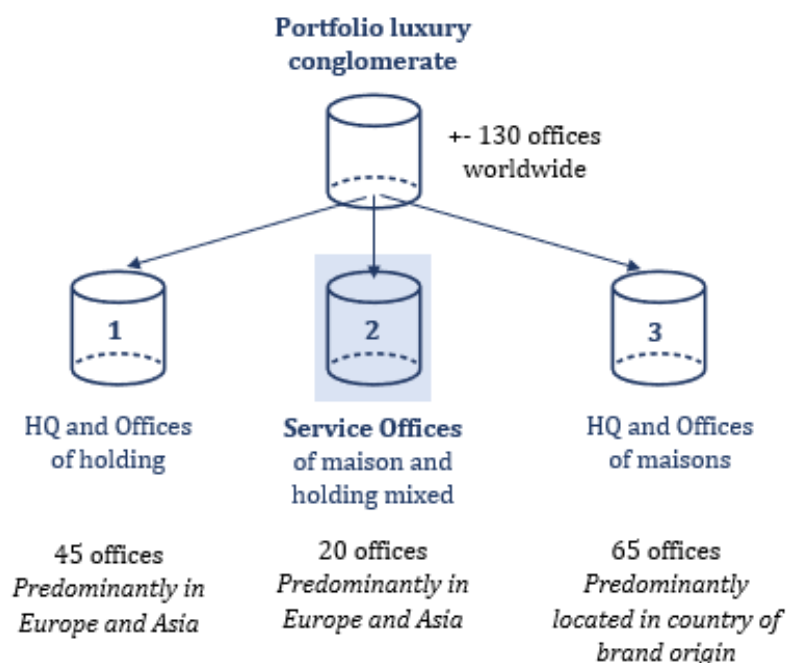 Portfolio luxury
conglomerate
+- 130 offices
worldwide
1
2
3
HQ and Offices
of holding
Service Offices
of maison and
holding mixed
HQ and Offices
of maisons
45 offices
Predominantly in
Europe and Asia
20 offices
Predominantly in
Europe and Asia
65 offices
Predominantly
located in country of
brand origin